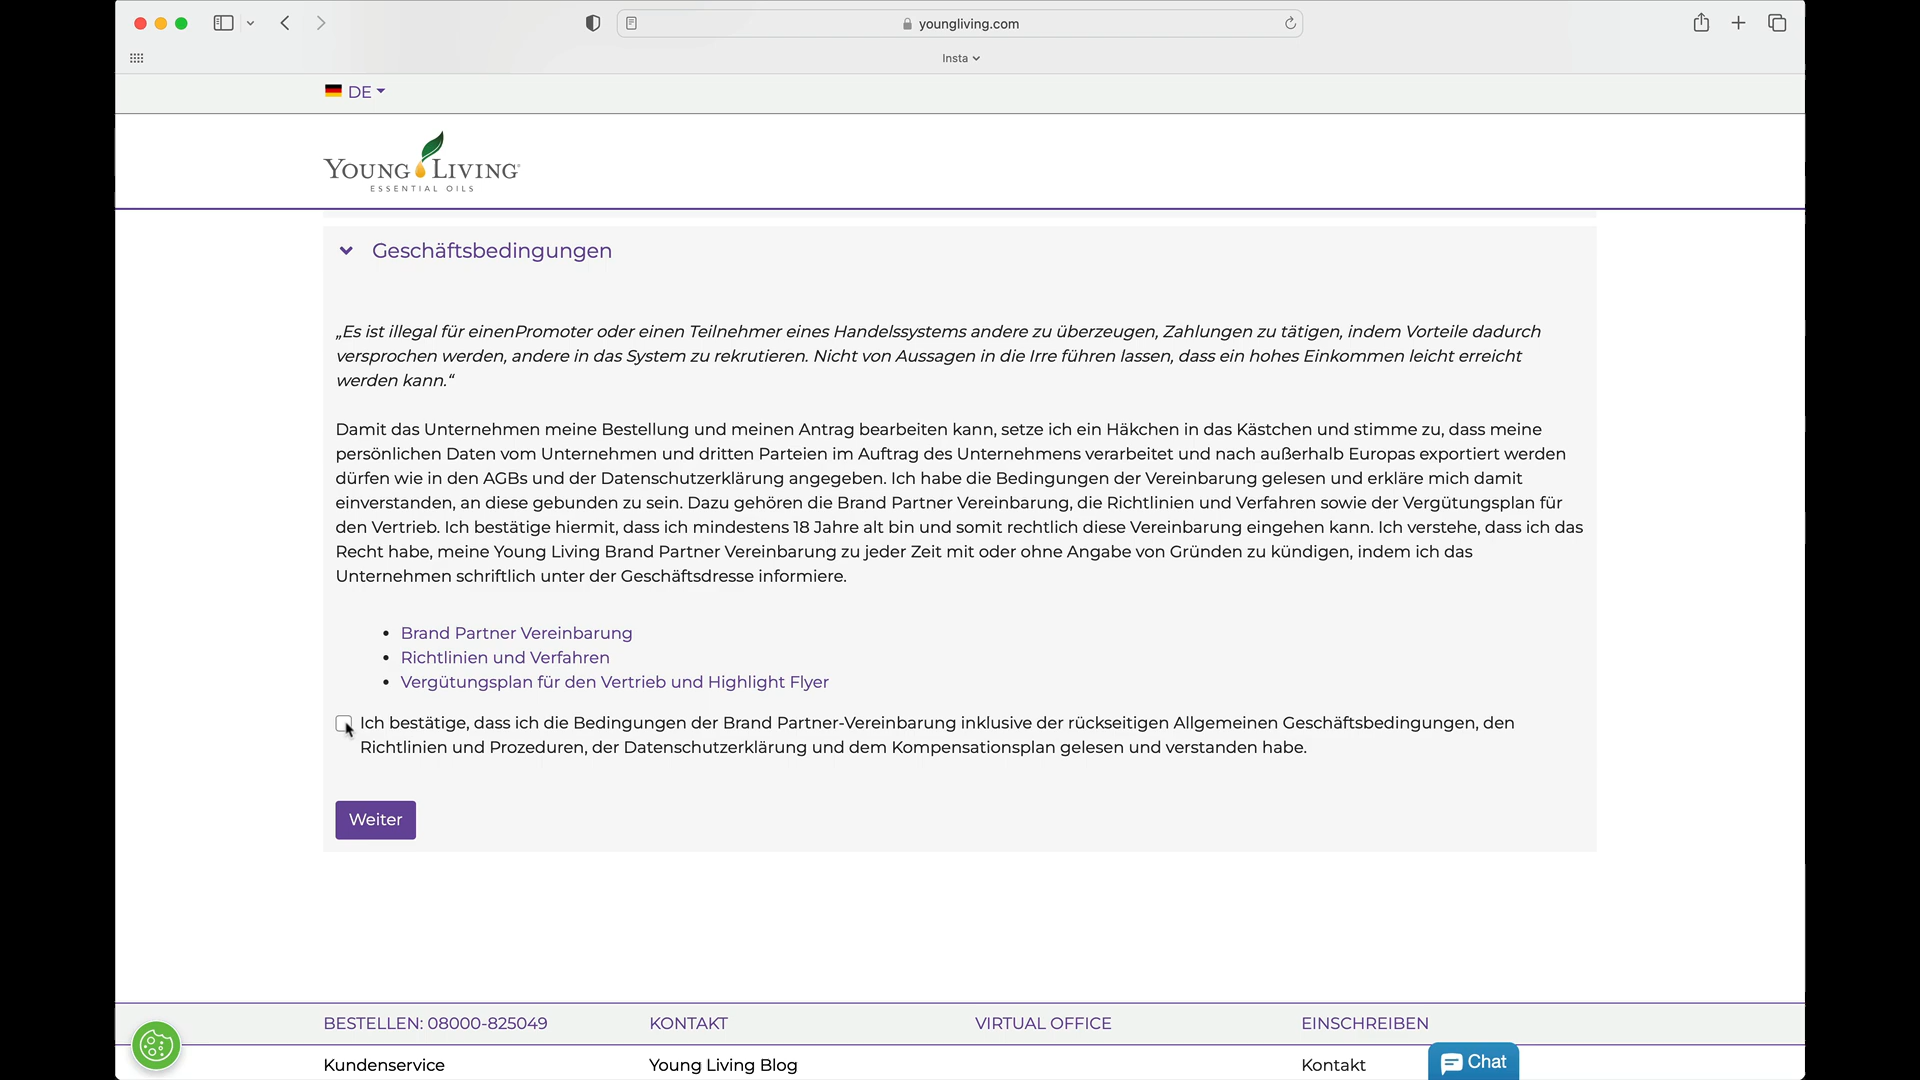 youngliving.com
Insta
DE
YOUNG LIVING
ESSENTIAL OILS
Geschäftsbedingungen
„Es ist illegal für einenPromoter oder einen Teilnehmer eines Handelssystems andere zu überzeugen, Zahlungen zu tätigen, indem Vorteile dadurch
versprochen werden, andere in das System zu rekrutieren. Nicht von Aussagen in die Irre führen lassen, dass ein hohes Einkommen leicht erreicht
werden kann.“
Damit das Unternehmen meine Bestellung und meinen Antrag bearbeiten kann, setze ich ein Häkchen in das Kästchen und stimme zu, dass meine
persönlichen Daten vom Unternehmen und dritten Parteien im Auftrag des Unternehmens verarbeitet und nach außerhalb Europas exportiert werden
dürfen wie in den AGBs und der Datenschutzerklärung angegeben. Ich habe die Bedingungen der Vereinbarung gelesen und erkläre mich damit
einverstanden, an diese gebunden zu sein. Dazu gehören die Brand Partner Vereinbarung, die Richtlinien und Verfahren sowie der Vergütungsplan für
den Vertrieb. Ich bestätige hiermit, dass ich mindestens 18 Jahre alt bin und somit rechtlich diese Vereinbarung eingehen kann. Ich verstehe, dass ich das
Recht habe, meine Young Living Brand Partner Vereinbarung zu jeder Zeit mit oder ohne Angabe von Gründen zu kündigen, indem ich das
Unternehmen schriftlich unter der Geschäftsdresse informiere.
• Brand Partner Vereinbarung
• Richtlinien und Verfahren
• Vergütungsplan für den Vertrieb und Highlight Flyer
Ich bestätige, dass ich die Bedingungen der Brand Partner-Vereinbarung inklusive der rückseitigen Allgemeinen Geschäftsbedingungen, den
Richtlinien und Prozeduren, der Datenschutzerklärung und dem Kompensationsplan gelesen und verstanden habe.
Weiter
BESTELLEN: 08000-825049
KONTAKT
VIRTUAL OFFICE
EINSCHREIBEN
Kundenservice
Young Living Blog
Kontakt
Chat